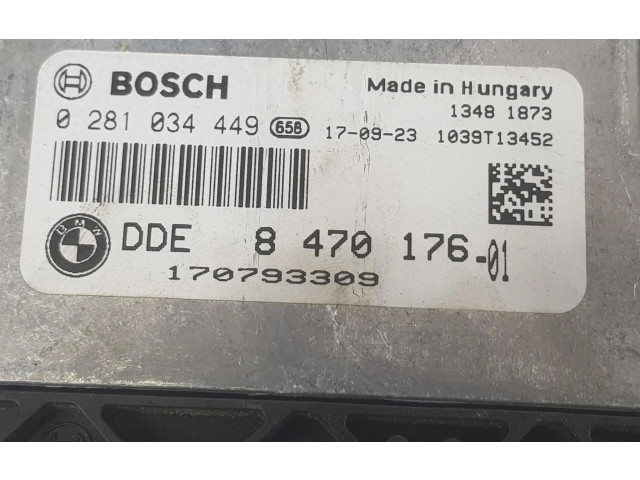 BOSCH
Made in Hungary
1348 1873
0 281 034 449 658 17-09-23 1039T13452
BMW DDE 8 470 176-01
170793309